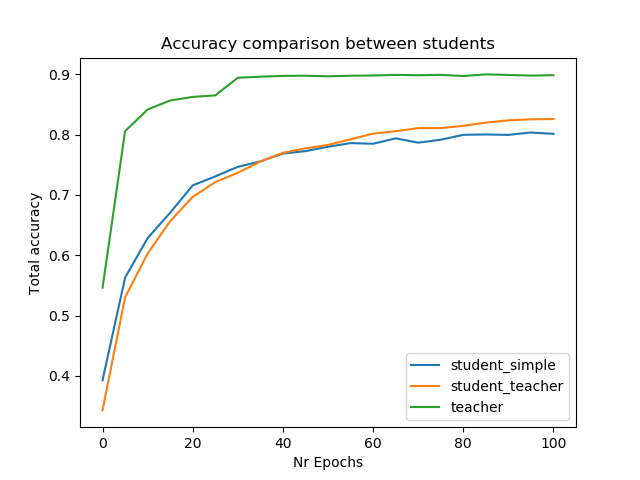 Accuracy comparison between students
0.9
0.8
0.7
0.6
0.5
0.4
Total accuracy
student_simple
student_teacher
teacher
0 20 40 60 80 100
Nr Epochs